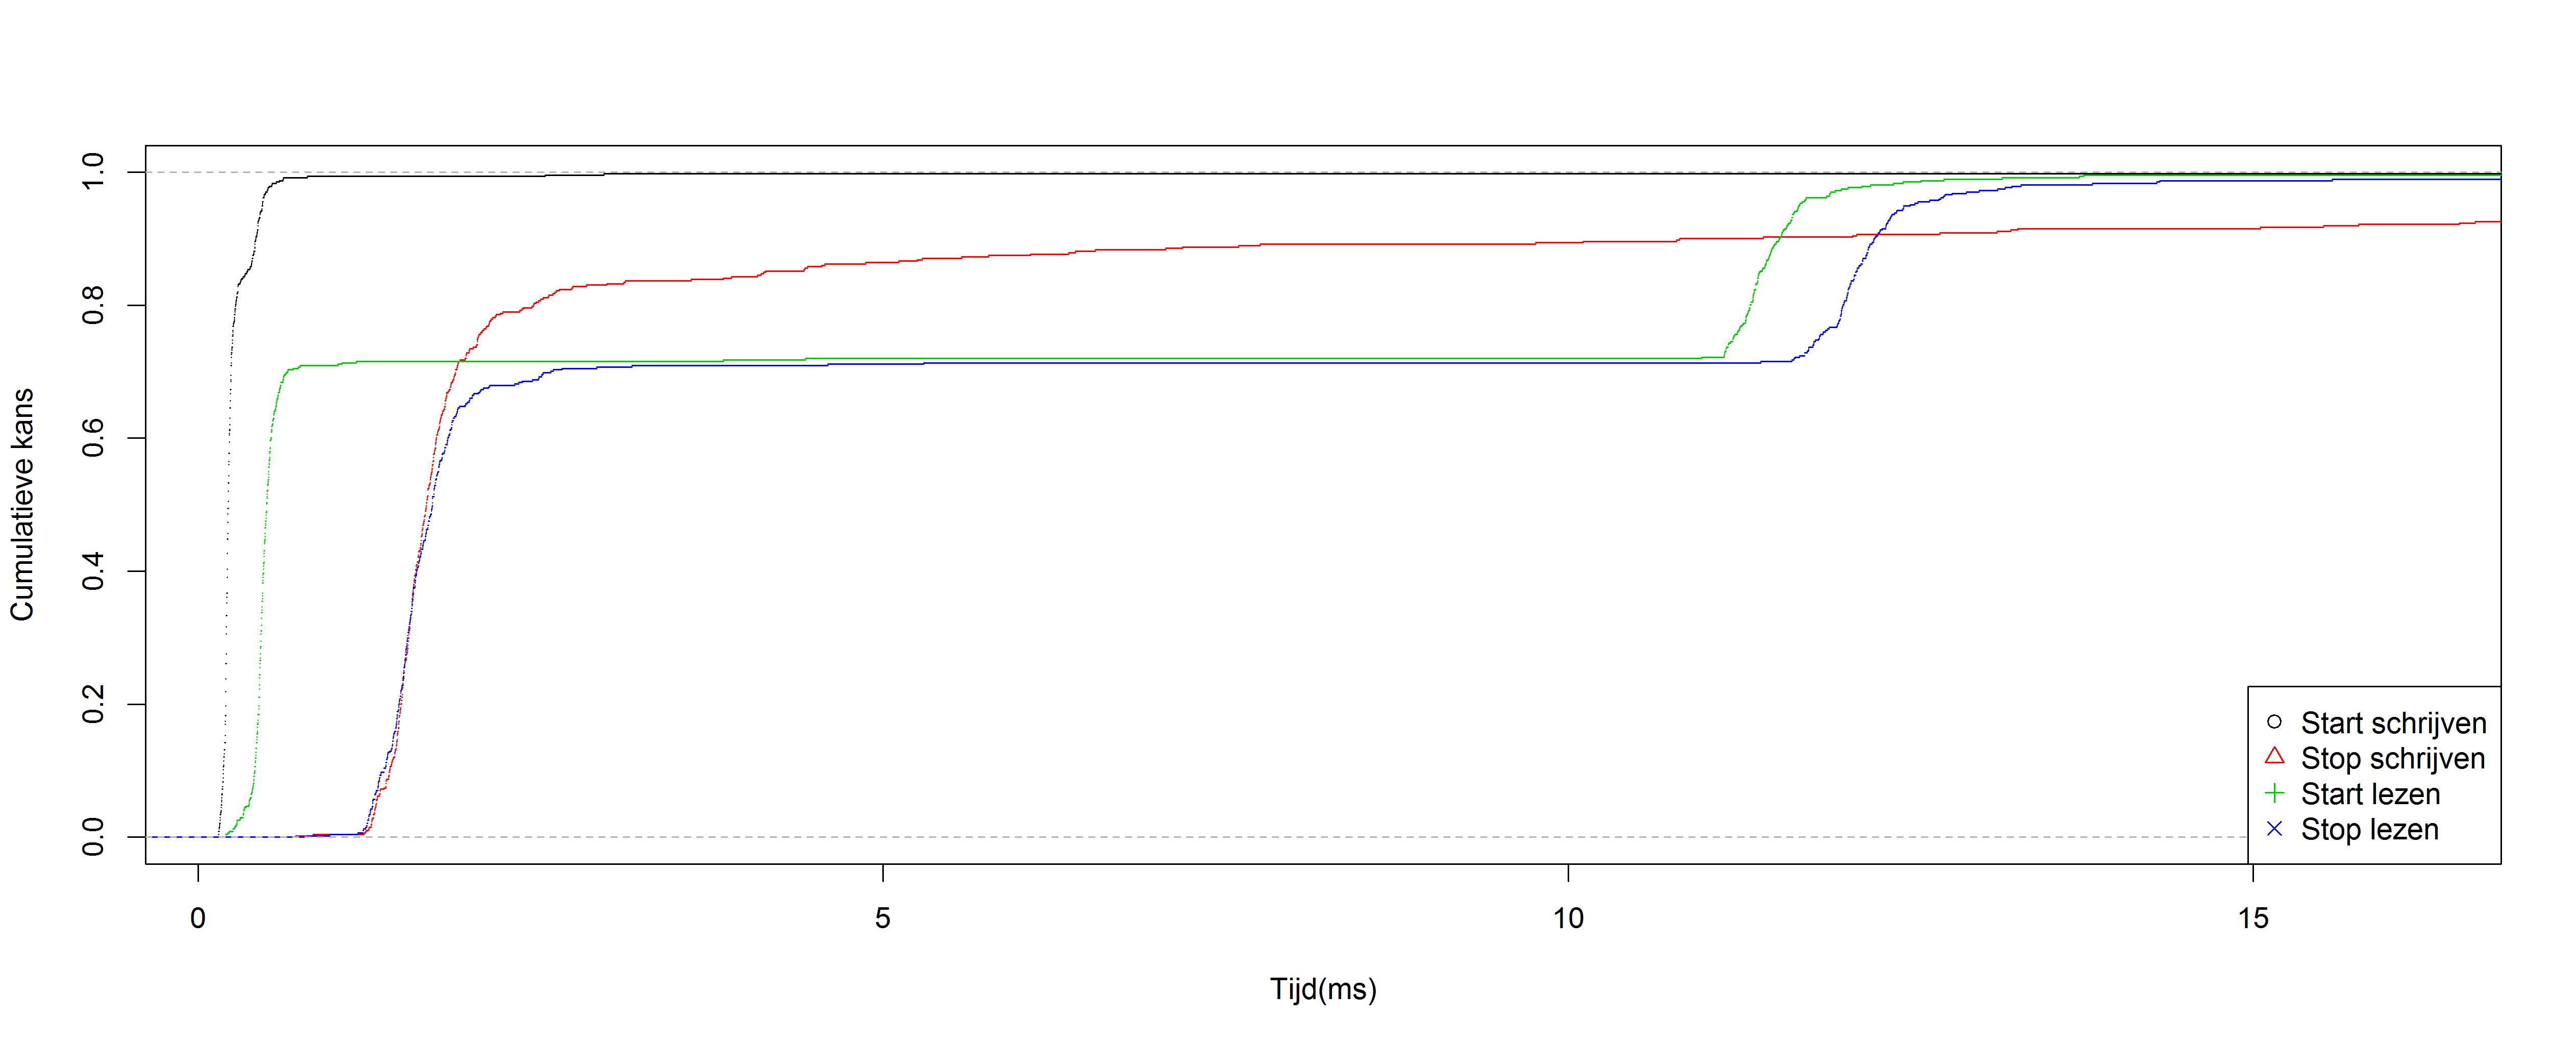 Cumulatieve kans
1.0
0.8
0.6
0.4
0.2
0.0
Start schrijven
Stop schrijven
Start lezen
Stop lezen
0 5 10 15
Tijd(ms)